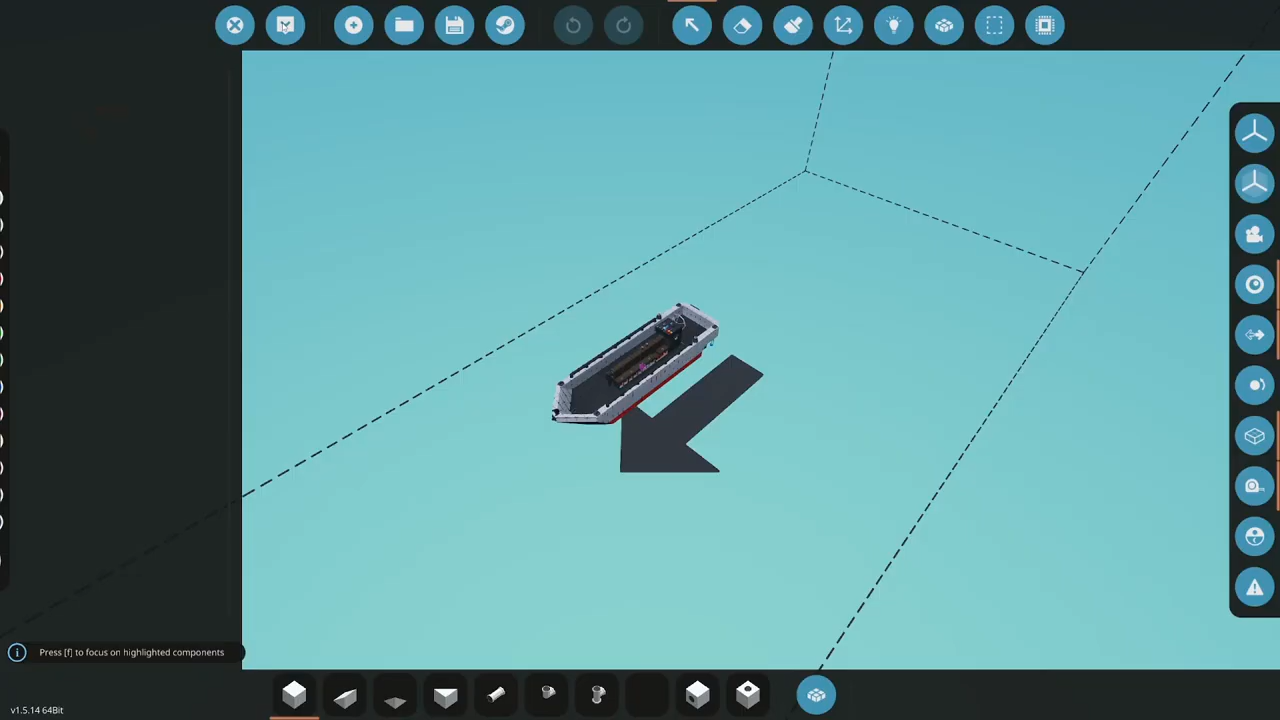 Press [f] to focus on highlighted components
v1.5.14 64Bit